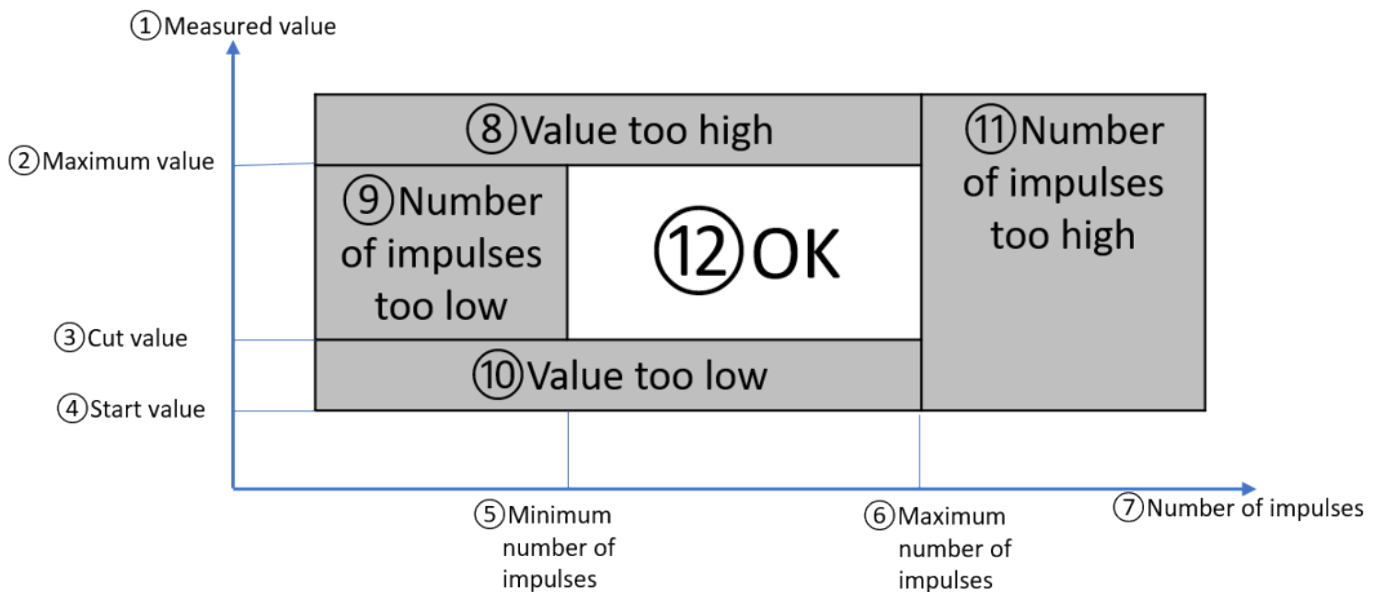 ①Measured value
⑧Value too high
⑪Number
of impulses
too high
②Maximum value
⑨Number
of impulses
too low
⑫OK
③Cut value
⑩Value too low
④Start value
⑤Minimum
number of
impulses
⑥Maximum
number of
impulses
⑦Number of impulses